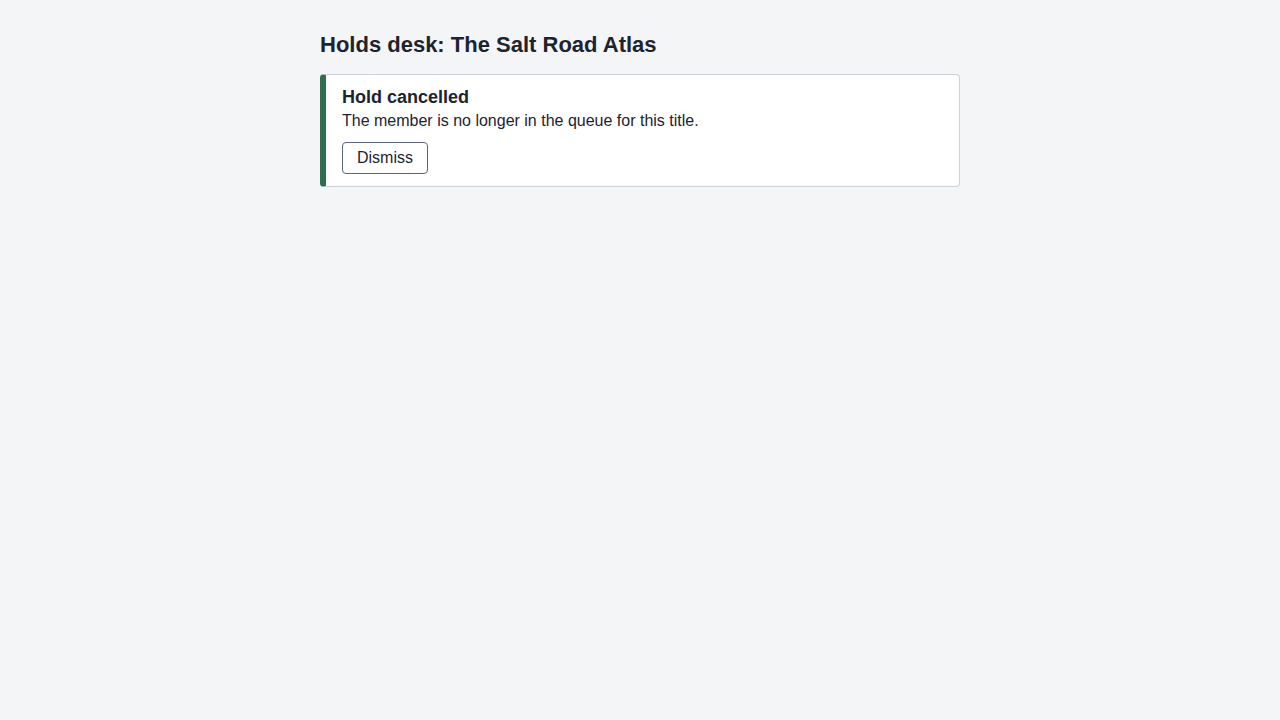 Holds desk: The Salt Road Atlas
Hold cancelled
The member is no longer in the queue for this title.
Dismiss